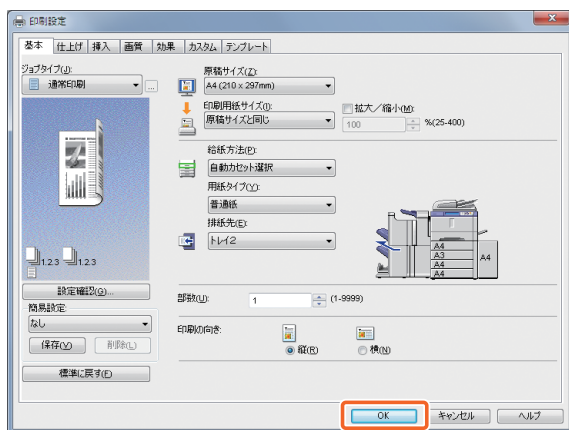 印刷設定
基本 仕上げ 挿入 画質 効果 カスタム テンプレート
ジョブタイプ(J):
通常印刷
...
原稿サイズ(Z):
A4 (210 x 297mm)
印刷用紙サイズ(I):
原稿サイズと同じ
拡大／縮小(M):
100 %(25-400)
給紙方法(P):
自動カセット選択
用紙タイプ(Y):
普通紙
排紙先(E):
トレイ2
A4
A3
A4
A4
A4
1.2.3 1.2.3
設定確認(G)...
簡易設定:
なし
保存(V) 削除(L)
標準に戻す(F)
部数(U): 1 (1-9999)
印刷の向き:
縦(R) 横(N)
OK キャンセル ヘルプ